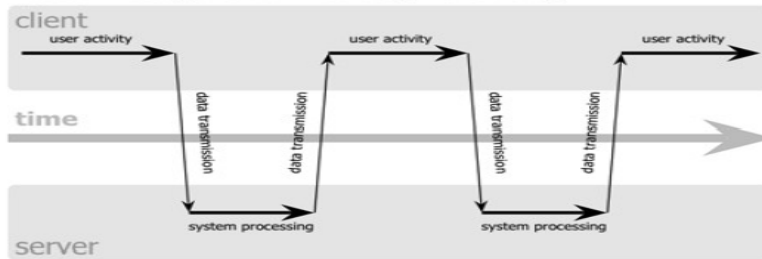 client
user activity
user activity
user activity
data transmission
data transmission
data transmission
data transmission
time
system processing
system processing
server